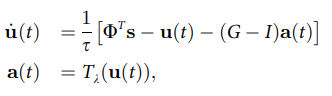 u̇(t) = 1/τ [Φᵀs − u(t) − (G − I)a(t)]
a(t) = T_λ(u(t)),